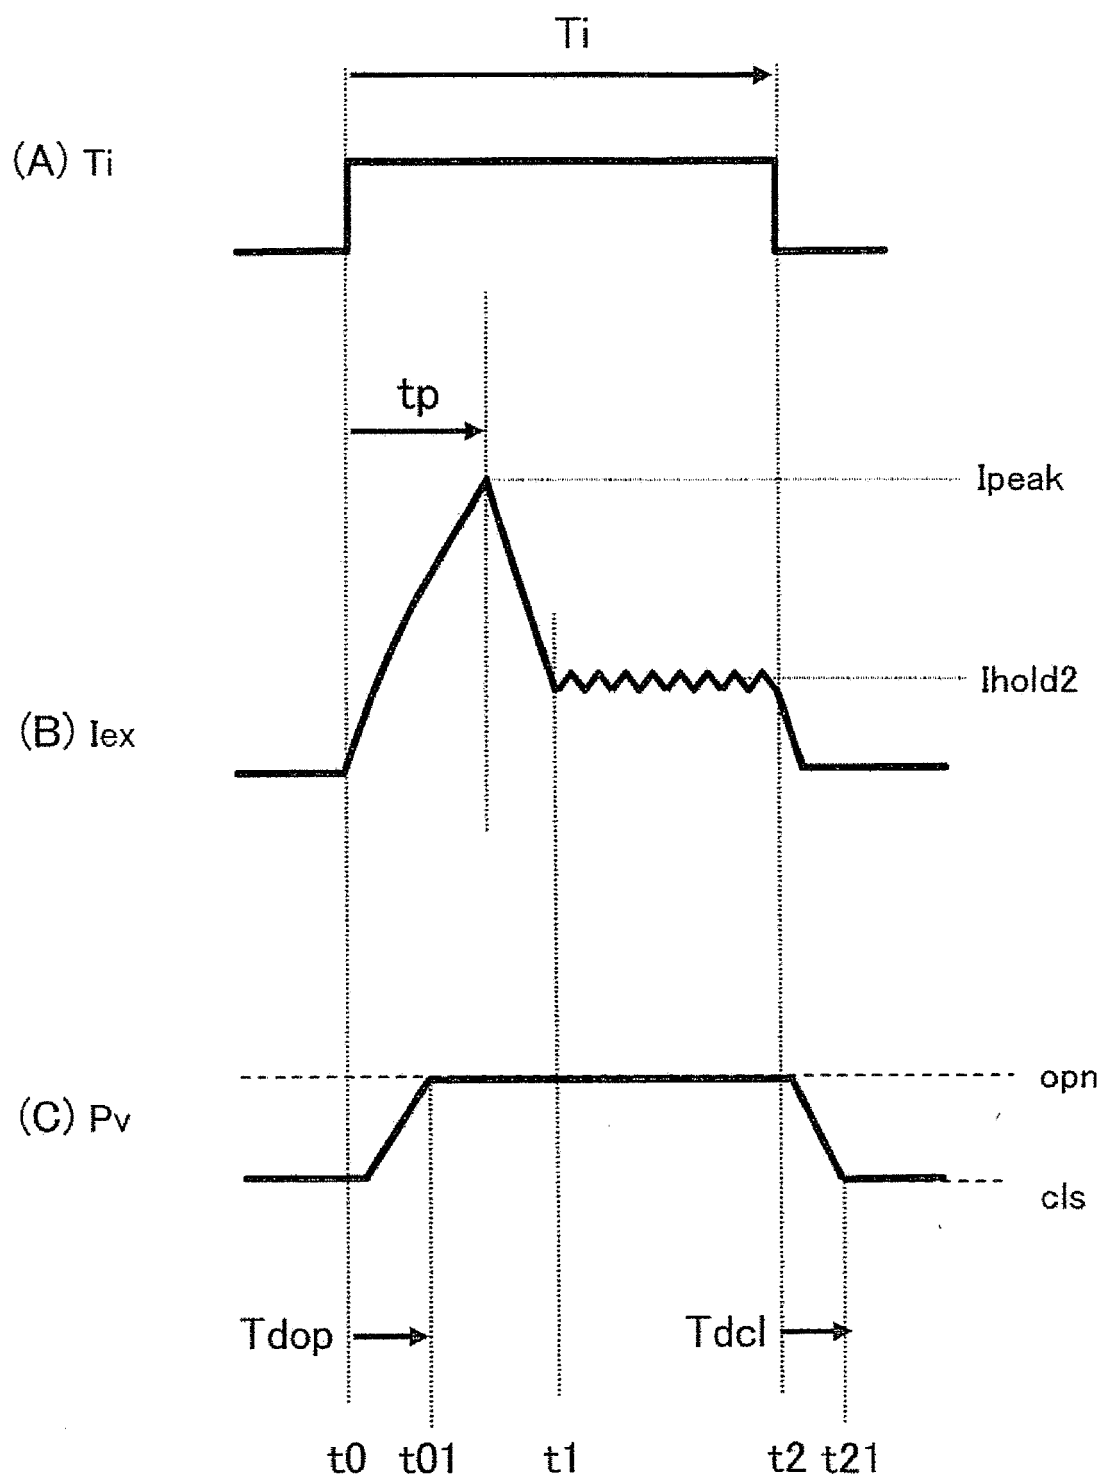 Ti
(A) Ti
tp
Ipeak
Ihold2
(B) Iex
opn
(C) Pv
cls
Tdop
Tdcl
t0 t01 t1 t2 t21